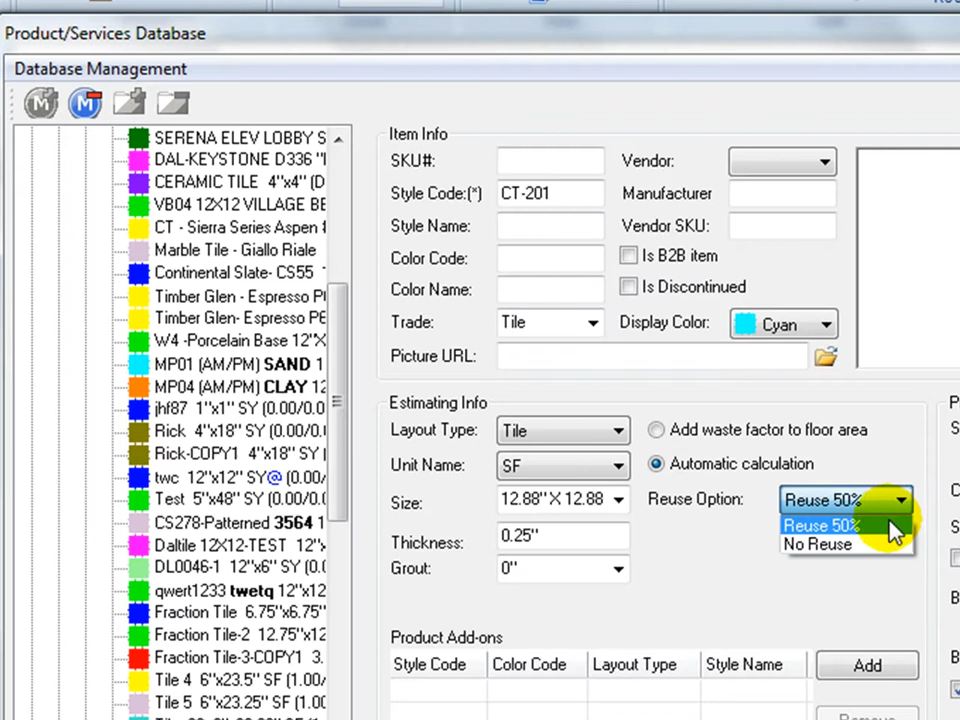 Product/Services Database
Database Management
SERENA ELEV LOBBY S
DAL-KEYSTONE D336 "I
CERAMIC TILE 4"x4" (D
VB04 12X12 VILLAGE BE
CT - Sierra Series Aspen
Marble Tile - Giallo Riale
Continental Slate- CS55
Timber Glen - Espresso P(
Timber Glen- Espresso P6
W4 -Porcelain Base 12"X
MP01 (AM/PM) SAND 1
MP04 (AM/PM) CLAY 12
jhf87 1"x1" SY (0.00/0.0
Rick 4"x18" SY (0.00/0.
Rick-COPY1 4"x18" SY
twc 12"x12" SY@ (0.00/
Test 5"x48" SY (0.00/0.
CS278-Patterned 3564 1
Daltile 12X12-TEST 12"x
DL0046-1 12"x6" SY (0.
qwert1233 twetq 12"x12
Fraction Tile 6.75"x6.75"
Fraction Tile-2 12.75"x12
Fraction Tile-3-COPY1 3.
Tile 4 6"x23.5" SF (1.00/
Tile 5 6"x23.25" SF (1.0
Item Info
SKU#: Vendor:
Style Code:(*) CT-201 Manufacturer
Style Name: Vendor SKU:
Color Code: Is B2B item
Color Name: Is Discontinued
Trade: Tile Display Color: Cyan
Picture URL:
Estimating Info
Layout Type: Tile Add waste factor to floor area
Unit Name: SF Automatic calculation
Size: 12.88" X 12.88 Reuse Option: Reuse 50%
Reuse 50%
No Reuse
Thickness: 0.25"
Grout: 0"
Product Add-ons
Style Code Color Code Layout Type Style Name Add